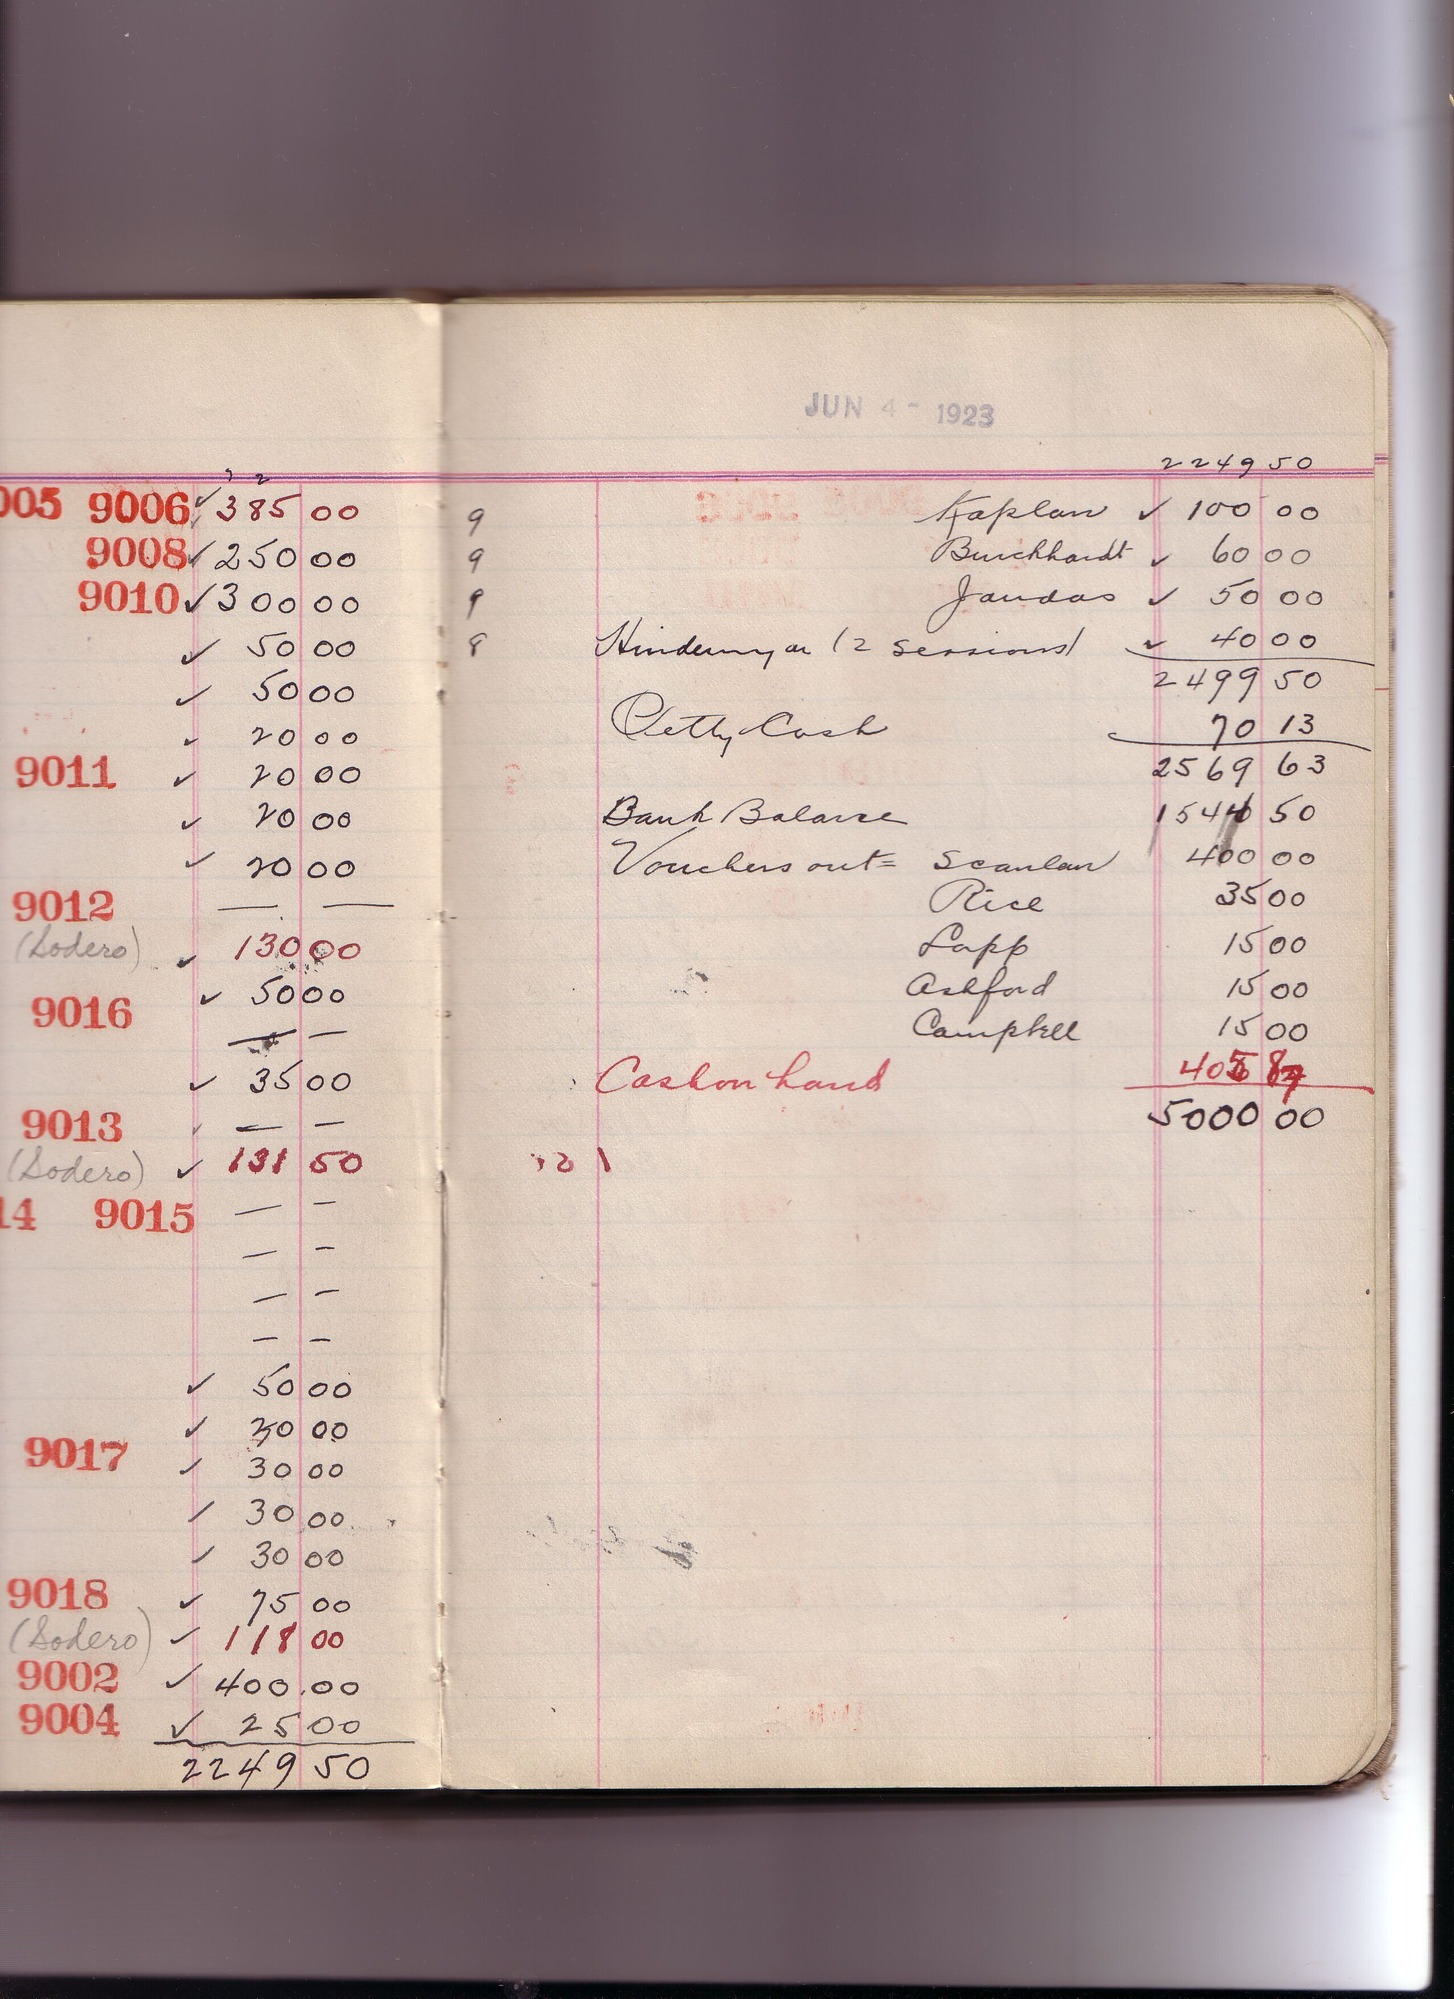 005 9006 ✓ 385 00
9008 ✓ 250 00
9010 ✓ 300 00
✓ 50 00
✓ 50 00
✓ 20 00
9011 ✓ 20 00
✓ 20 00
✓ 20 00
9012 — —
(Sodero) ✓ 130 00
9016 ✓ 50 00
— —
✓ 35 00
9013 — —
(Sodero) ✓ 131 50
14 9015 — —
— —
— —
— —
✓ 50 00
✓ 00
9017 ✓ 30 00
✓ 30 00
✓ 30 00
9018 ✓ 75 00
(Sodero) ✓ 118 00
9002 ✓ 400.00
9004 ✓ 25 00
2249 50
JUN 4 - 1923
2249 50
9 Kaplan ✓ 100 00
9 Burckhardt ✓ 60 00
9 ✓ 50 00
8 (2 sessions) ✓ 40 00
2499 50
Petty Cash 70 13
2569 63
Bank Balance 50
Vouchers out = Scanlan 400 00
Rice 35 00
Lapp 15 00
Ashford 15 00
Campbell 15 00
Cash on hand
5000 00